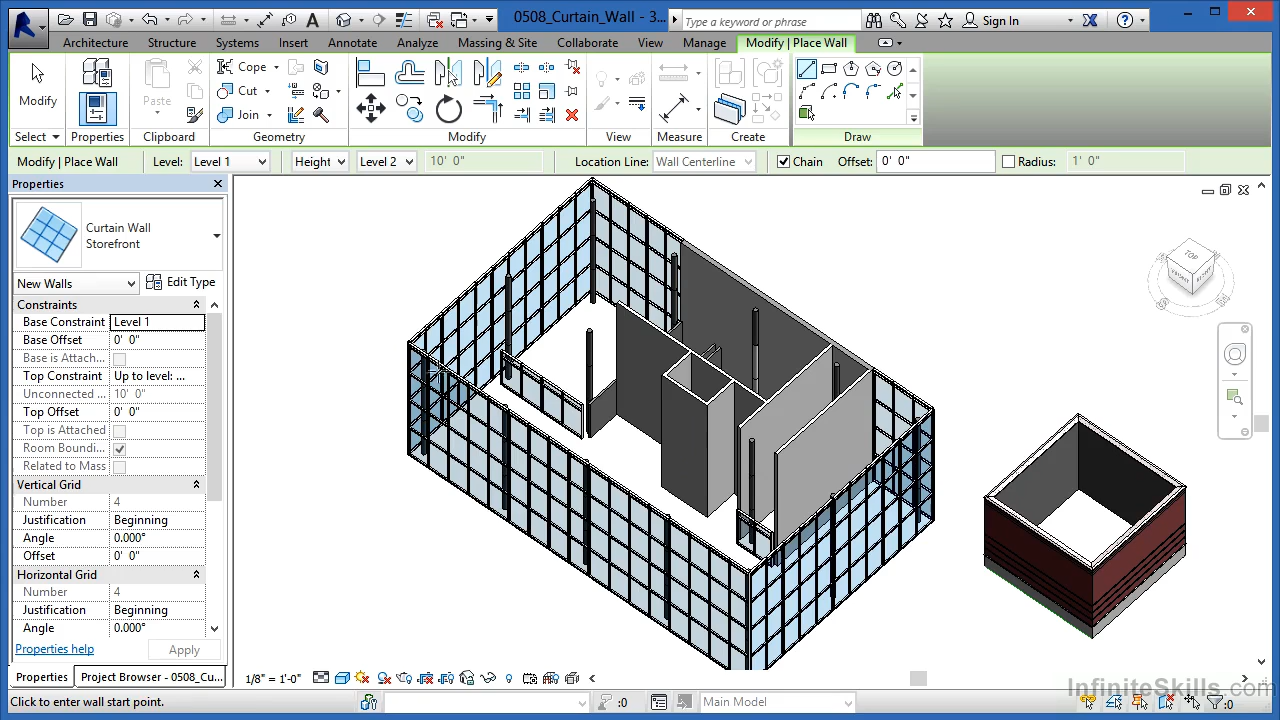 0508_Curtain_Wall - 3...
Type a keyword or phrase
Sign In
Architecture Structure Systems Insert Annotate Analyze Massing & Site Collaborate View Manage Modify | Place Wall
Modify
Properties
Paste
Cope
Cut
Join
Select Properties Clipboard Geometry Modify View Measure Create Draw
Modify | Place Wall Level: Level 1 Height Level 2 10' 0" Location Line: Wall Centerline Chain Offset: 0' 0" Radius: 1' 0"
Properties
Curtain Wall
Storefront
New Walls Edit Type
Constraints
Base Constraint Level 1
Base Offset 0' 0"
Base is Attach...
Top Constraint Up to level: ...
Unconnected ... 10' 0"
Top Offset 0' 0"
Top is Attached
Room Boundi...
Related to Mass
Vertical Grid
Number 4
Justification Beginning
Angle 0.000°
Offset 0' 0"
Horizontal Grid
Number 4
Justification Beginning
Angle 0.000°
Properties help Apply
Properties Project Browser - 0508_Cu...
1/8" = 1'-0"
TOP
Click to enter wall start point.
:0
Main Model
:0
InfiniteSkills.com